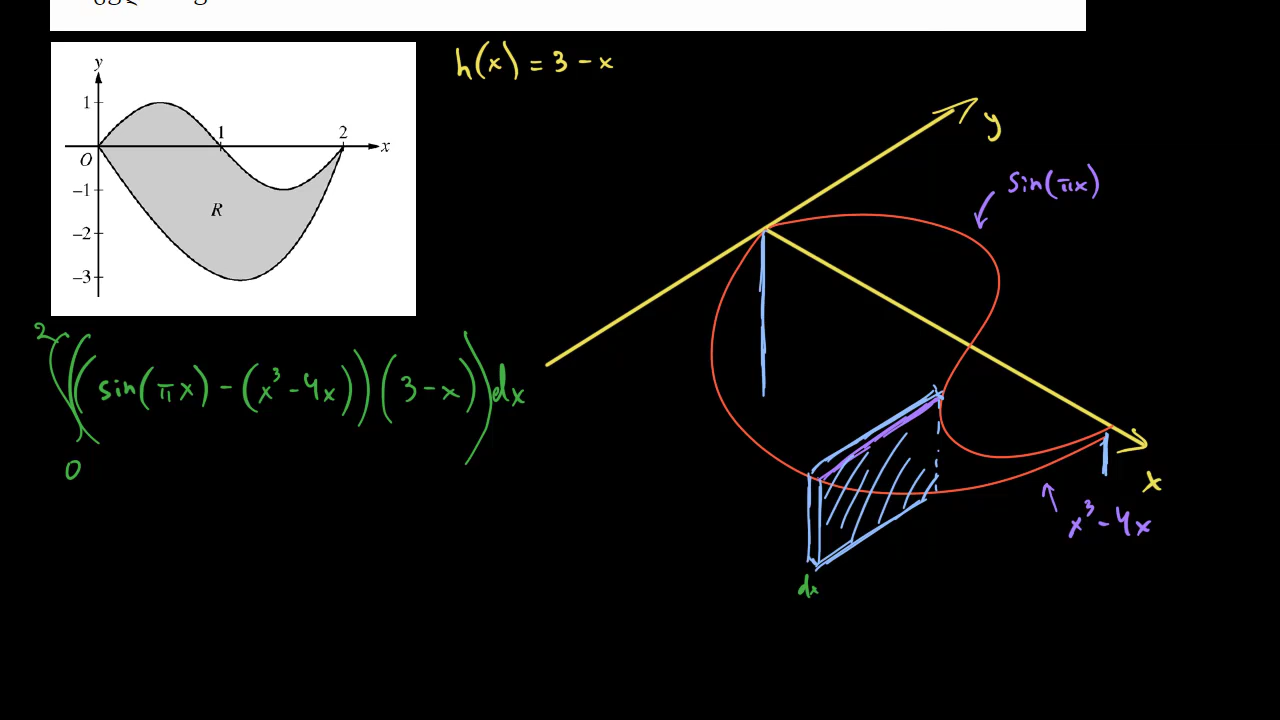 h(x) = 3 - x
y
1
1
2
x
O
-1
R
-2
-3
y
sin(πx)
2
∫ ((sin(πx) - (x³ - 4x))(3 - x)) dx
0
x
x³ - 4x
dx